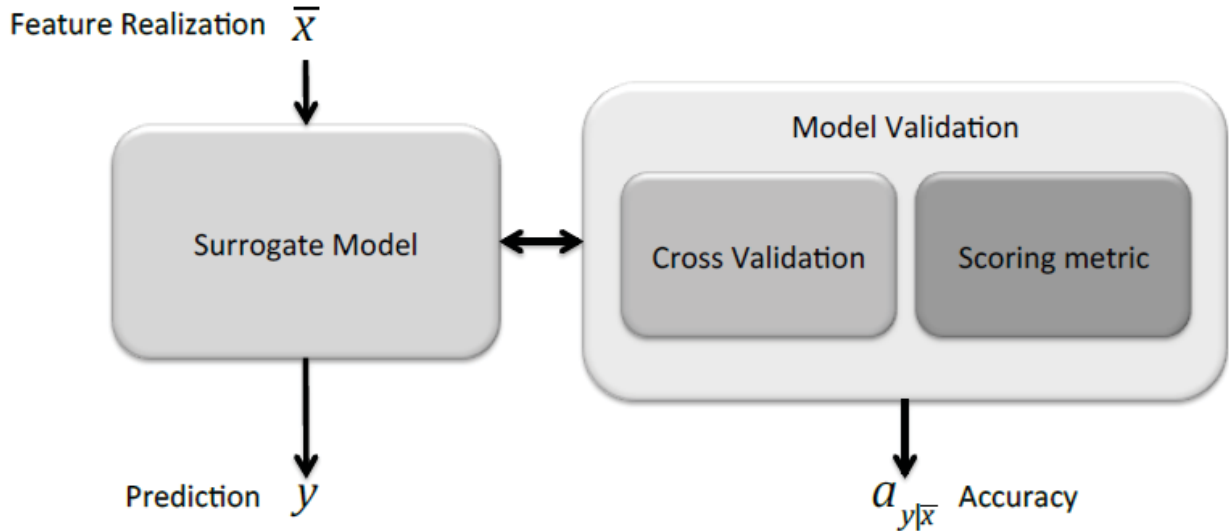 Feature Realization x̅
Model Validation
Surrogate Model
Cross Validation
Scoring metric
Prediction y
a_{y|x̅} Accuracy